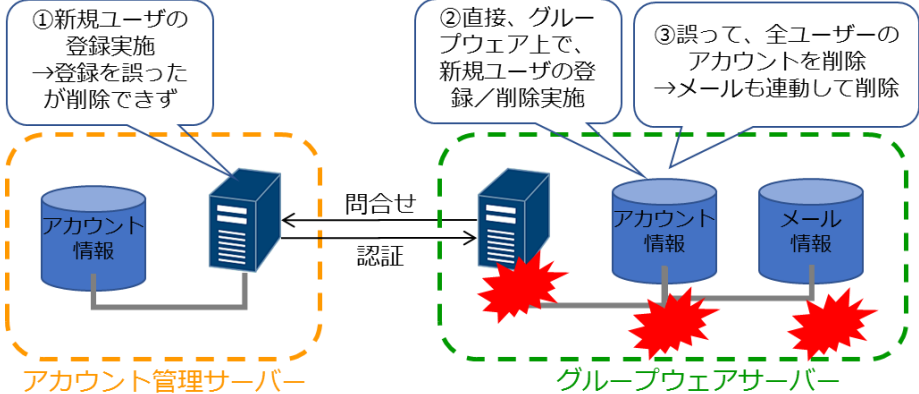 ①新規ユーザの
登録実施
→登録を誤った
が削除できず
②直接、グルー
プウェア上で、
新規ユーザの登
録／削除実施
③誤って、全ユーザーの
アカウントを削除
→メールも連動して削除
アカウント
情報
問合せ
認証
アカウント
情報
メール
情報
アカウント管理サーバー
グループウェアサーバー